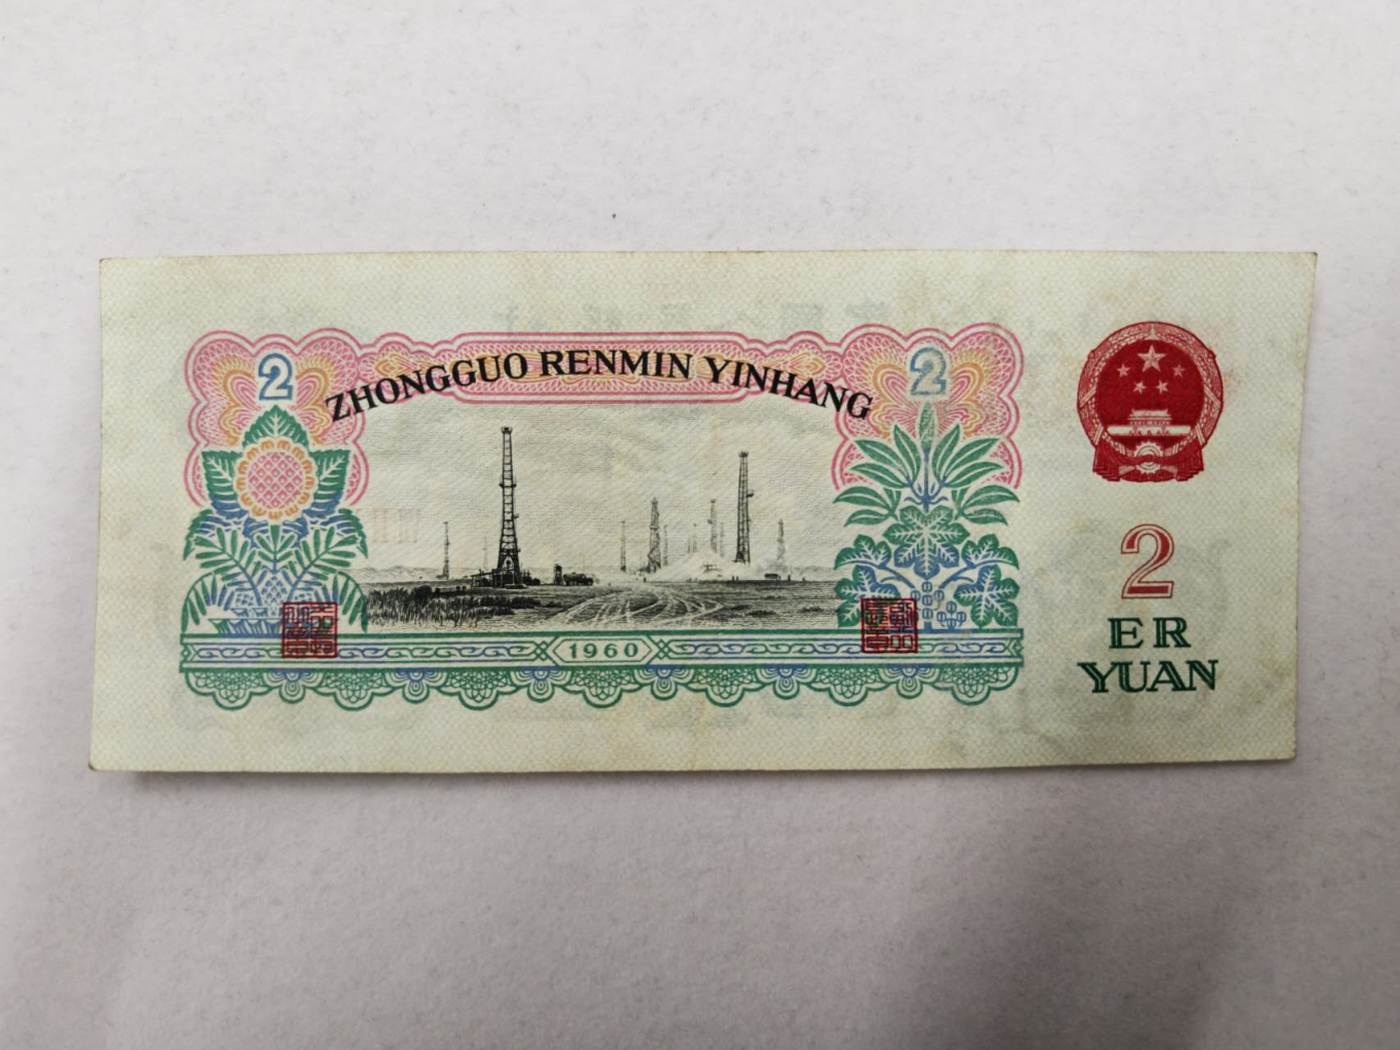 2
ZHONGGUO RENMIN YINHANG
2
1960
2
ER
YUAN